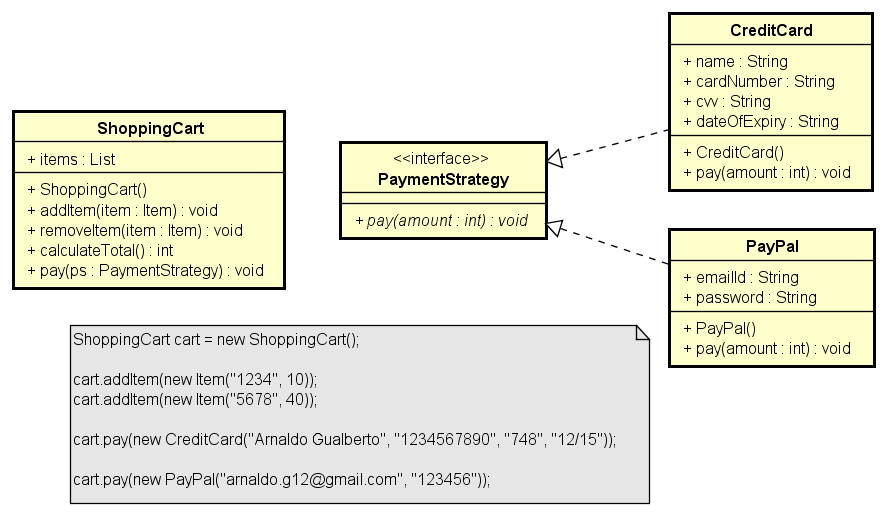 ShoppingCart
+ items : List
+ ShoppingCart()
+ addItem(item : Item) : void
+ removeItem(item : Item) : void
+ calculateTotal() : int
+ pay(ps : PaymentStrategy) : void
<<interface>>
PaymentStrategy
+ pay(amount : int) : void
CreditCard
+ name : String
+ cardNumber : String
+ cvv : String
+ dateOfExpiry : String
+ CreditCard()
+ pay(amount : int) : void
PayPal
+ emailId : String
+ password : String
+ PayPal()
+ pay(amount : int) : void
ShoppingCart cart = new ShoppingCart();
cart.addItem(new Item("1234", 10));
cart.addItem(new Item("5678", 40));
cart.pay(new CreditCard("Arnaldo Gualberto", "1234567890", "748", "12/15"));
cart.pay(new PayPal("arnaldo.g12@gmail.com", "123456"));